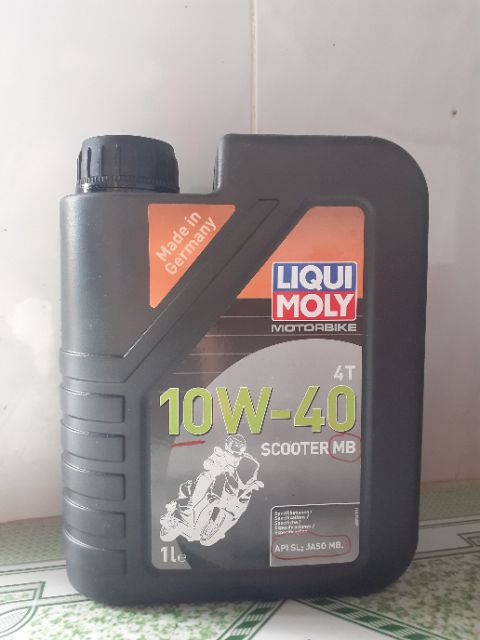 Made in
Germany
LIQUI
MOLY
MOTORBIKE
4T
10W-40
SCOOTER MB
1L
API SL; JASO MB.